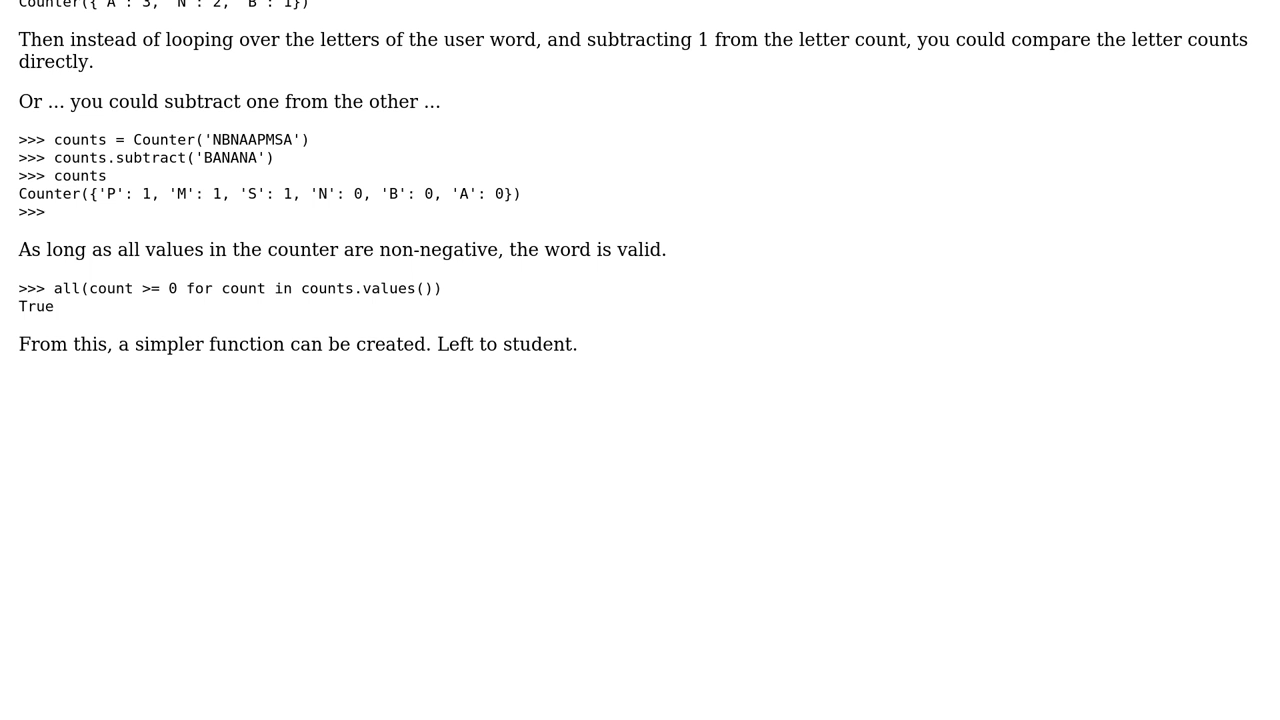 Counter({'A': 3, 'N': 2, 'B': 1})
Then instead of looping over the letters of the user word, and subtracting 1 from the letter count, you could compare the letter counts
directly.
Or ... you could subtract one from the other ...
>>> counts = Counter('NBNAAPMSA')
>>> counts.subtract('BANANA')
>>> counts
Counter({'P': 1, 'M': 1, 'S': 1, 'N': 0, 'B': 0, 'A': 0})
>>>
As long as all values in the counter are non-negative, the word is valid.
>>> all(count >= 0 for count in counts.values())
True
From this, a simpler function can be created. Left to student.